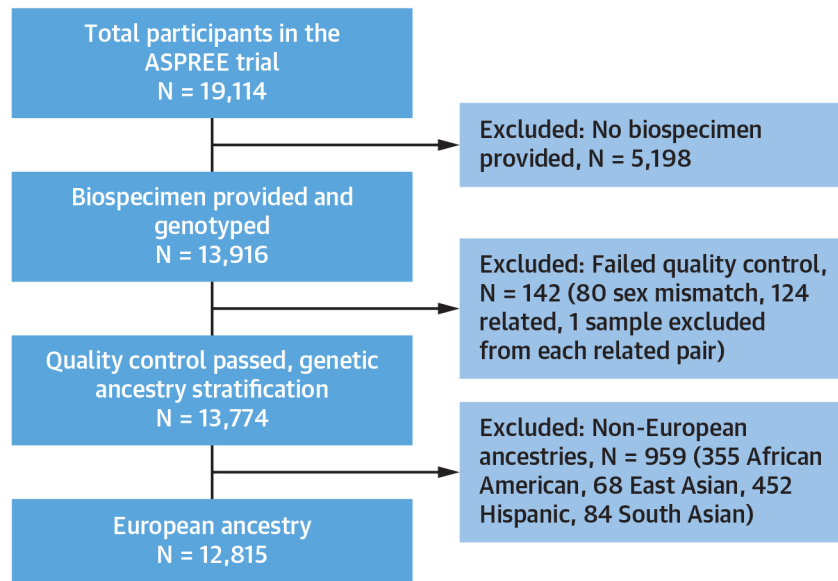 Total participants in the
ASPREE trial
N = 19,114
Excluded: No biospecimen
provided, N = 5,198
Biospecimen provided and
genotyped
N = 13,916
Excluded: Failed quality control,
N = 142 (80 sex mismatch, 124
related, 1 sample excluded
from each related pair)
Quality control passed, genetic
ancestry stratification
N = 13,774
Excluded: Non-European
ancestries, N = 959 (355 African
American, 68 East Asian, 452
Hispanic, 84 South Asian)
European ancestry
N = 12,815